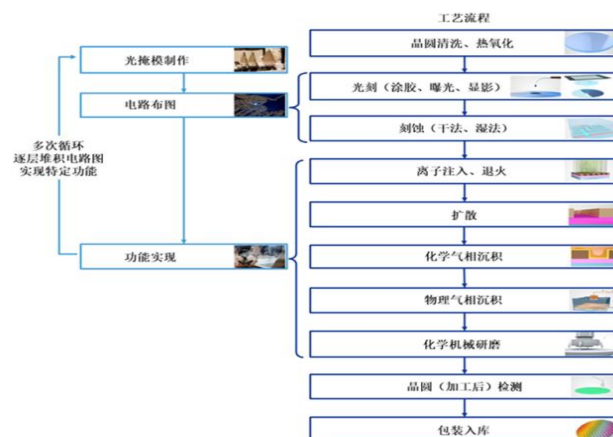 工艺流程
晶圆清洗、热氧化
光掩模制作
光刻（涂胶、曝光、显影）
电路布图
刻蚀（干法、湿法）
多次循环
逐层堆积电路图
实现特定功能
离子注入、退火
扩散
功能实现
化学气相沉积
物理气相沉积
化学机械研磨
晶圆（加工后）检测
包装入库